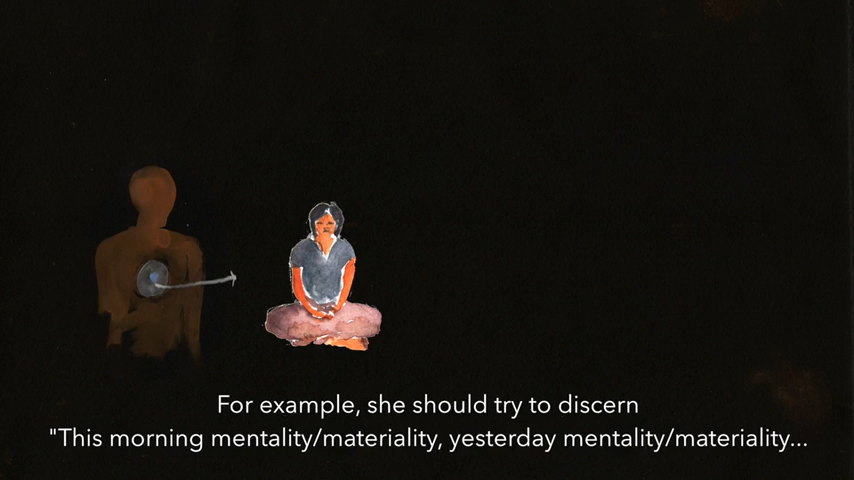 For example, she should try to discern
"This morning mentality/materiality, yesterday mentality/materiality...